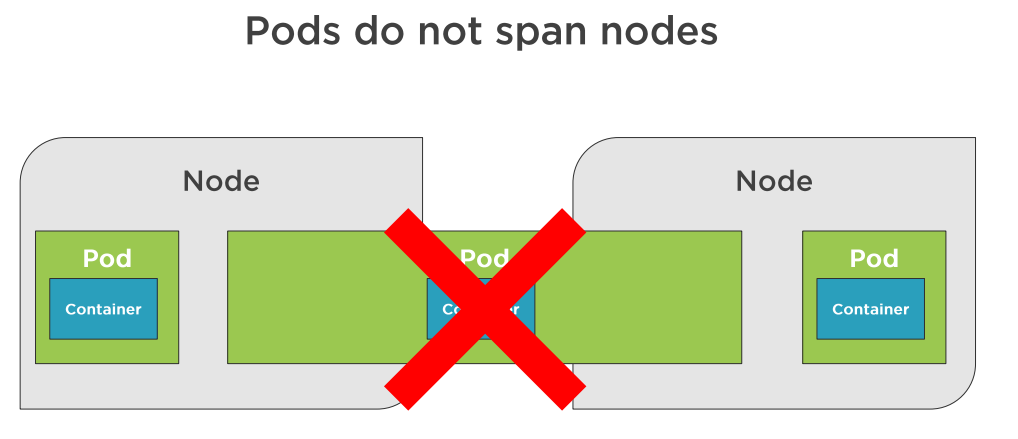 Pods do not span nodes
Node
Node
Pod
Pod
Pod
Container
Container